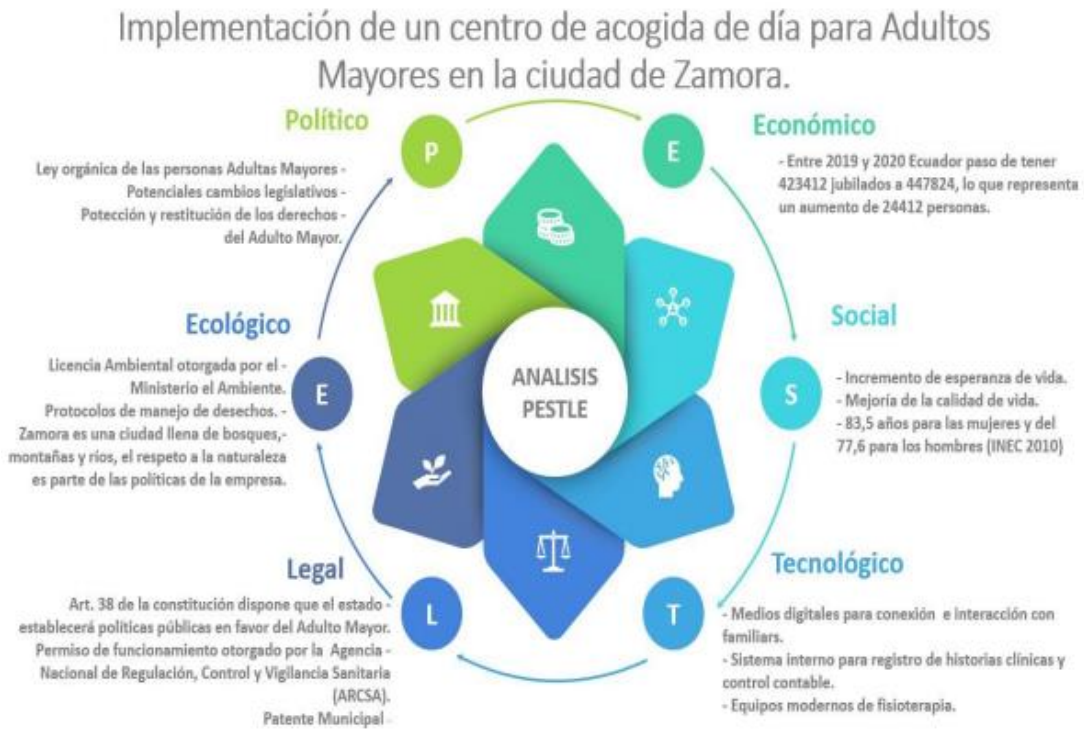 Implementación de un centro de acogida de día para Adultos
Mayores en la ciudad de Zamora.
Político
P
Ley orgánica de las personas Adultas Mayores -
Potenciales cambios legislativos -
Potección y restitución de los derechos -
del Adulto Mayor.
E
Económico
- Entre 2019 y 2020 Ecuador paso de tener
423412 jubilados a 447824, lo que representa
un aumento de 24412 personas.
Social
S
- Incremento de esperanza de vida.
- Mejoría de la calidad de vida.
- 83,5 años para las mujeres y del
77,6 para los hombres (INEC 2010)
Tecnológico
T
- Medios digitales para conexión e interacción con
familiars.
- Sistema interno para registro de historias clínicas y
control contable.
- Equipos modernos de fisioterapia.
Legal
L
Art. 38 de la constitución dispone que el estado -
establecerá políticas públicas en favor del Adulto Mayor.
Permiso de funcionamiento otorgado por la Agencia -
Nacional de Regulación, Control y Vigilancia Sanitaria
(ARCSA).
Patente Municipal -
Ecológico
E
Licencia Ambiental otorgada por el -
Ministerio el Ambiente.
Protocolos de manejo de desechos. -
Zamora es una ciudad llena de bosques,-
montañas y ríos, el respeto a la naturaleza
es parte de las políticas de la empresa.
ANALISIS
PESTLE